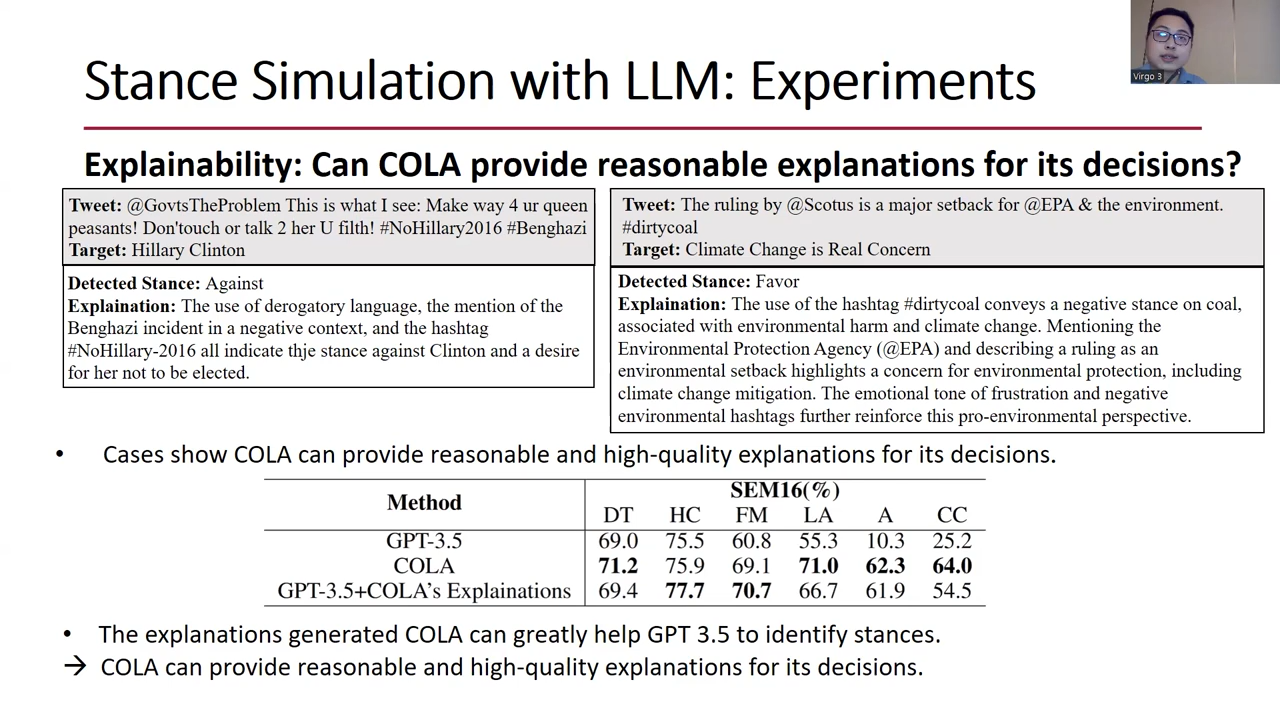 Virgo 3
Stance Simulation with LLM: Experiments
Explainability: Can COLA provide reasonable explanations for its decisions?
Tweet: @GovtsTheProblem This is what I see: Make way 4 ur queen
peasants! Don'touch or talk 2 her U filth! #NoHillary2016 #Benghazi
Target: Hillary Clinton
Detected Stance: Against
Explaination: The use of derogatory language, the mention of the
Benghazi incident in a negative context, and the hashtag
#NoHillary-2016 all indicate thje stance against Clinton and a desire
for her not to be elected.
Tweet: The ruling by @Scotus is a major setback for @EPA & the environment.
#dirtycoal
Target: Climate Change is Real Concern
Detected Stance: Favor
Explaination: The use of the hashtag #dirtycoal conveys a negative stance on coal,
associated with environmental harm and climate change. Mentioning the
Environmental Protection Agency (@EPA) and describing a ruling as an
environmental setback highlights a concern for environmental protection, including
climate change mitigation. The emotional tone of frustration and negative
environmental hashtags further reinforce this pro-environmental perspective.
• Cases show COLA can provide reasonable and high-quality explanations for its decisions.
Method SEM16(%)
DT HC FM LA A CC
GPT-3.5 69.0 75.5 60.8 55.3 10.3 25.2
COLA 71.2 75.9 69.1 71.0 62.3 64.0
GPT-3.5+COLA's Explainations 69.4 77.7 70.7 66.7 61.9 54.5
• The explanations generated COLA can greatly help GPT 3.5 to identify stances.
→ COLA can provide reasonable and high-quality explanations for its decisions.